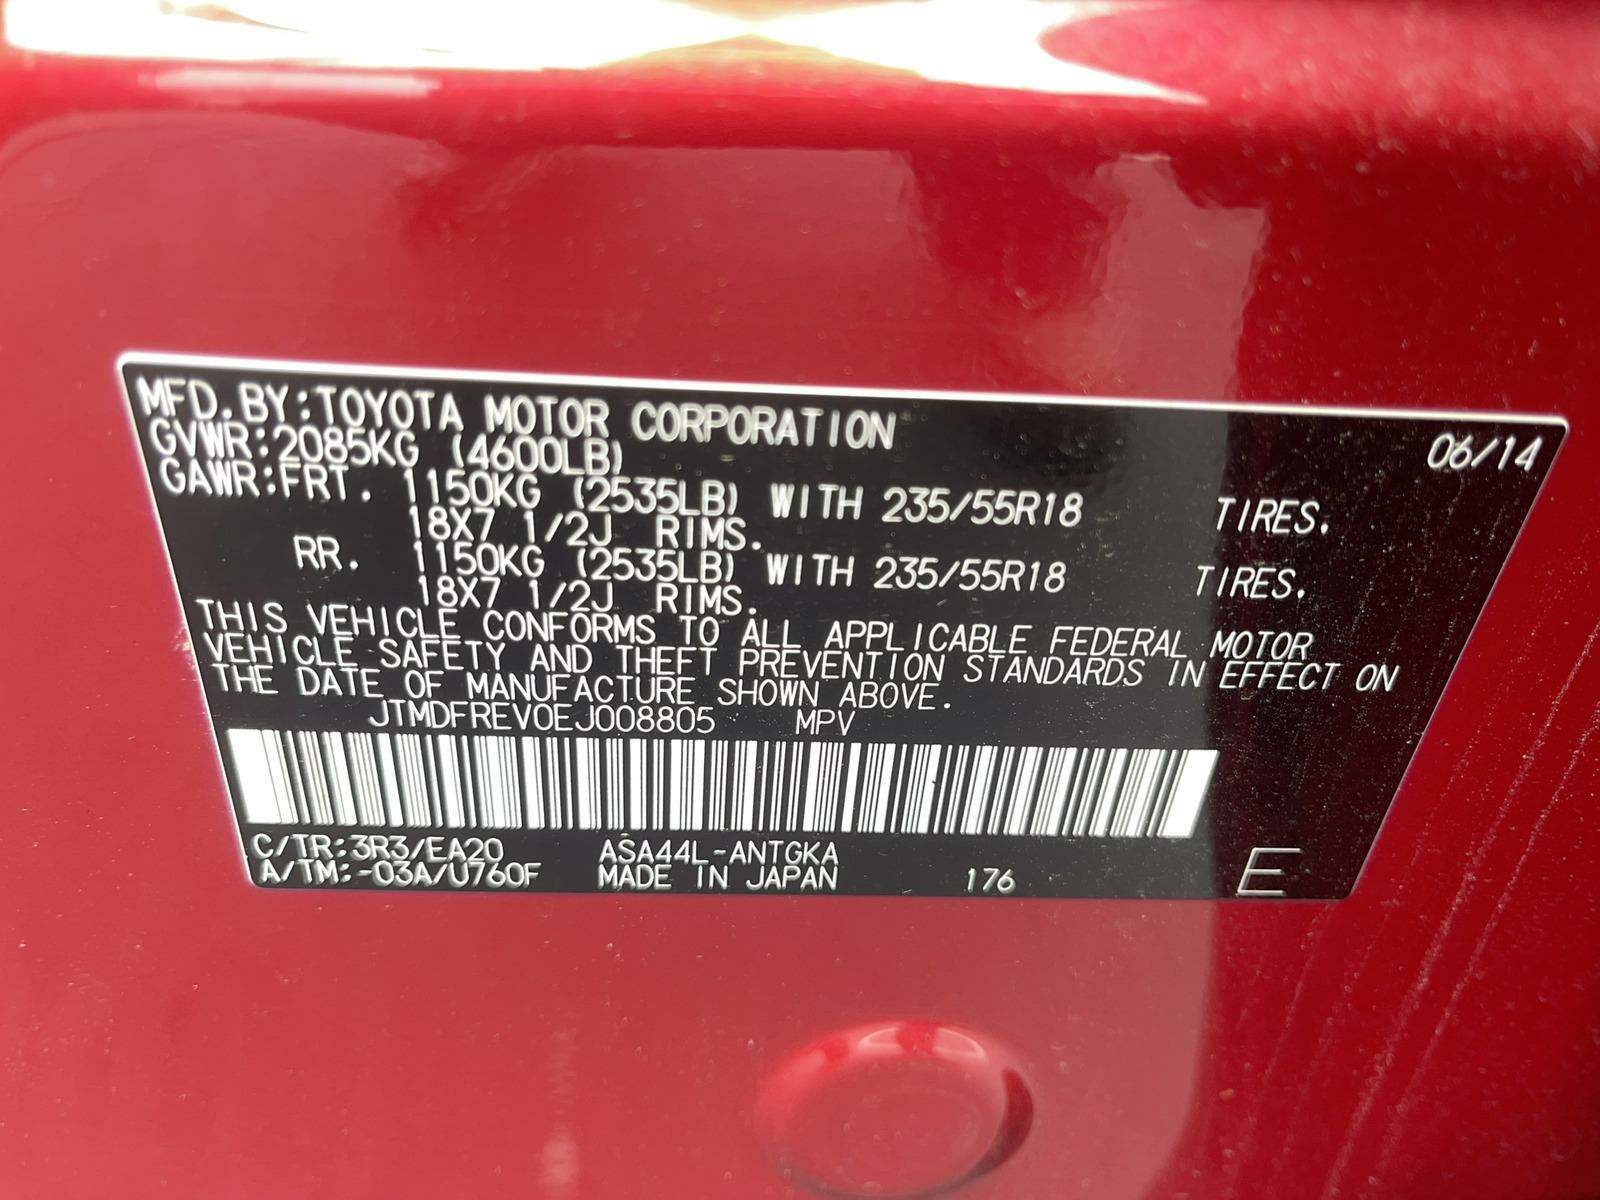 MFD.BY:TOYOTA MOTOR CORPORATION 06/14
GVWR:2085KG (4600LB)
GAWR:FRT. 1150KG (2535LB) WITH 235/55R18 TIRES.
18X7 1/2J RIMS.
RR. 1150KG (2535LB) WITH 235/55R18 TIRES.
18X7 1/2J RIMS.
THIS VEHICLE CONFORMS TO ALL APPLICABLE FEDERAL MOTOR
VEHICLE SAFETY AND THEFT PREVENTION STANDARDS IN EFFECT ON
THE DATE OF MANUFACTURE SHOWN ABOVE.
JTMDFREV0EJ008805 MPV
C/TR:3R3/EA20 ASA44L-ANTGKA
A/TM:-03A/U760F MADE IN JAPAN 176 E